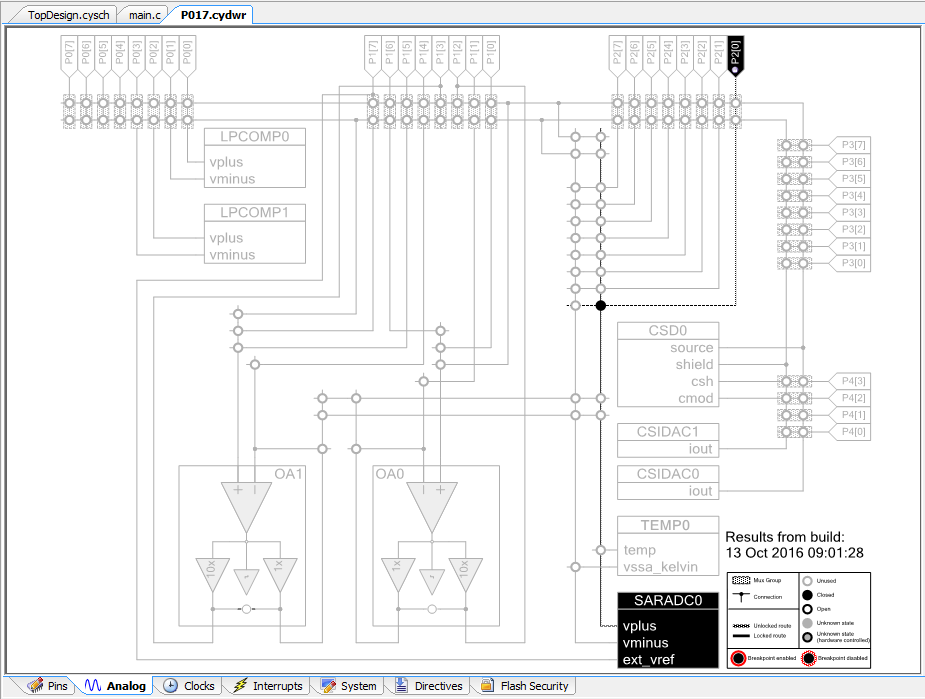 TopDesign.cysch main.c P017.cydwr
P0[7] P0[6] P0[5] P0[4] P0[3] P0[2] P0[1] P0[0] P1[7] P1[6] P1[5] P1[4] P1[3] P1[2] P1[1] P1[0] P2[7] P2[6] P2[5] P2[4] P2[3] P2[2] P2[1] P2[0]
LPCOMP0
vplus
vminus
LPCOMP1
vplus
vminus
P3[7]
P3[6]
P3[5]
P3[4]
P3[3]
P3[2]
P3[1]
P3[0]
CSD0
source
shield
csh
cmod
P4[3]
P4[2]
P4[1]
P4[0]
CSIDAC1
iout
CSIDAC0
iout
OA1
+ −
10x - 1x
OA0
− +
1x - 10x
TEMP0
temp
vssa_kelvin
SARADC0
vplus
vminus
ext_vref
Results from build:
13 Oct 2016 09:01:28
Mux Group
Connection
Unlocked route
Locked route
Unused
Closed
Open
Unknown state
Unknown state
(hardware controlled)
Breakpoint enabled
Breakpoint disabled
Pins Analog Clocks Interrupts System Directives Flash Security